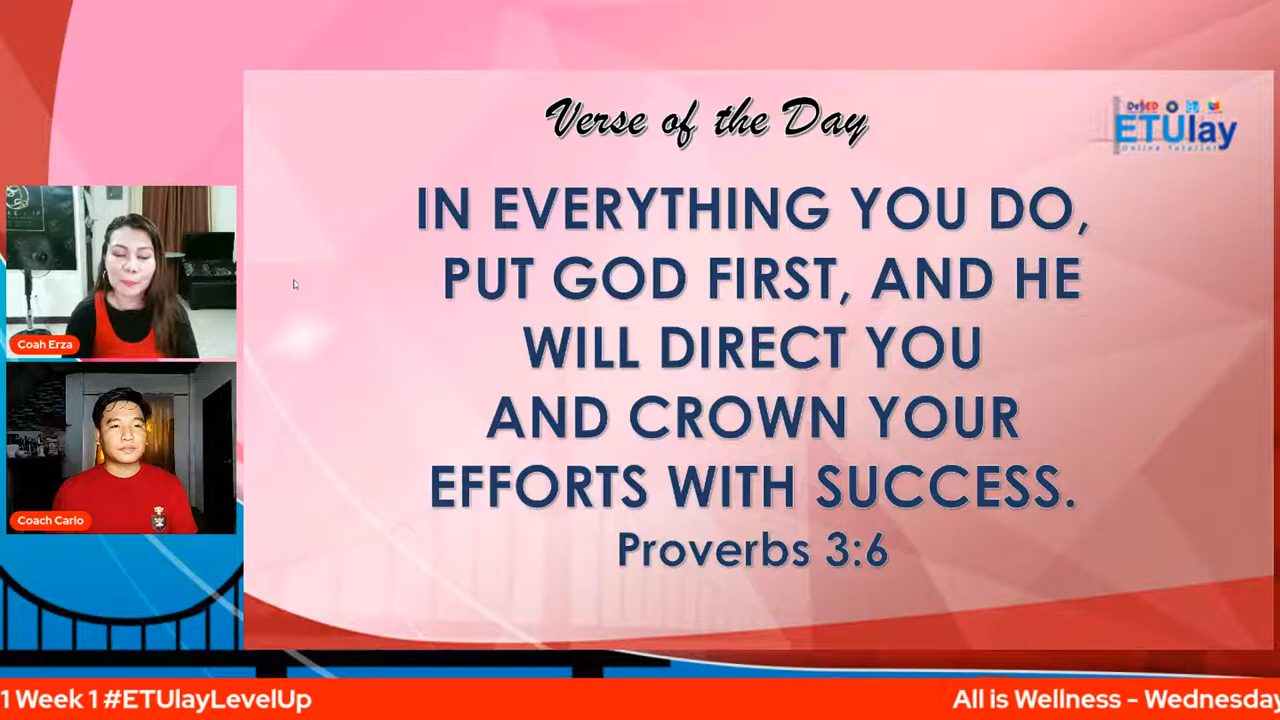 Verse of the Day
DepED
ETUlay
Online Tutorial
IN EVERYTHING YOU DO,
PUT GOD FIRST, AND HE
WILL DIRECT YOU
AND CROWN YOUR
EFFORTS WITH SUCCESS.
Proverbs 3:6
Coah Erza
Coach Carlo
1 Week 1 #ETUlayLevelUp
All is Wellness - Wednesday